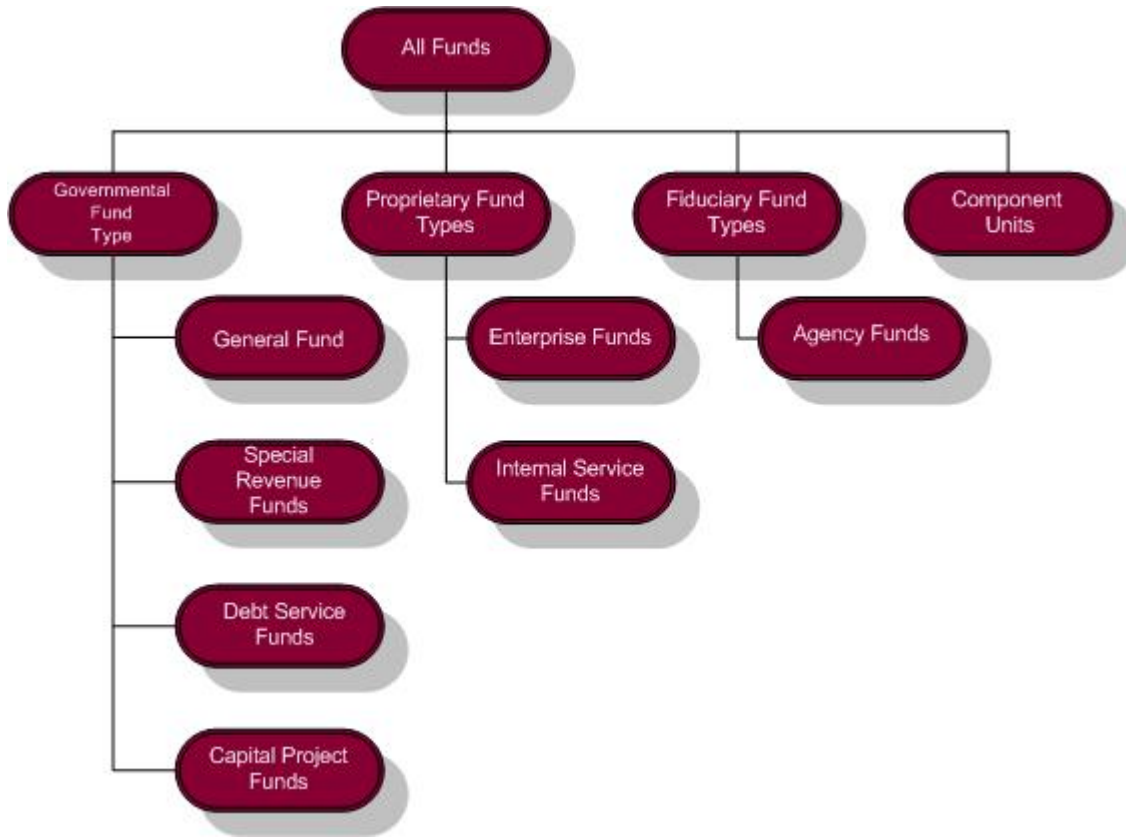 All Funds
Governmental
Fund
Type
Proprietary Fund
Types
Fiduciary Fund
Types
Component
Units
General Fund
Enterprise Funds
Agency Funds
Special
Revenue
Funds
Internal Service
Funds
Debt Service
Funds
Capital Project
Funds